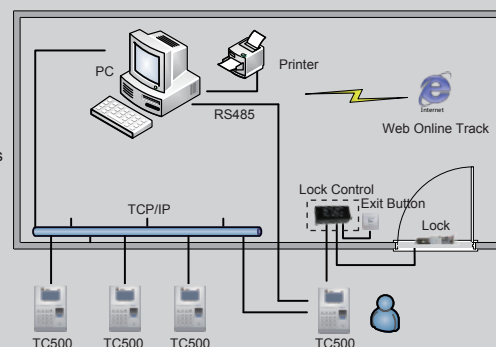 PC
Printer
RS485
Internet
Web Online Track
s
Lock Control
Exit Button
Lock
TCP/IP
TC500
TC500
TC500
TC500